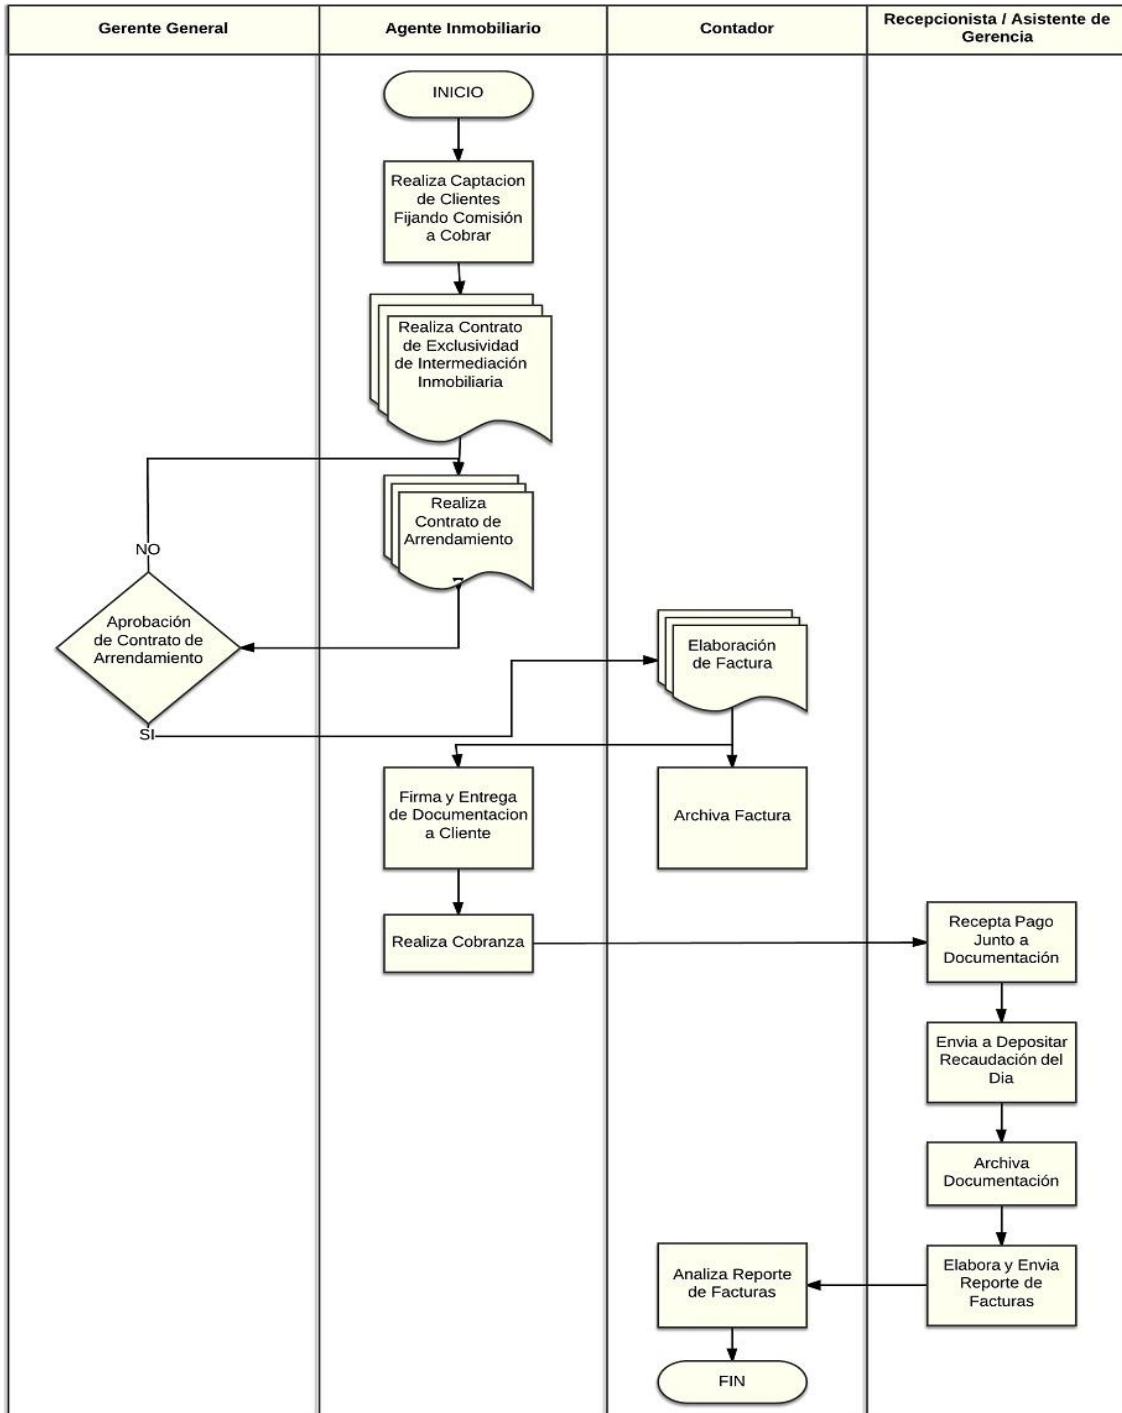 Gerente General
Agente Inmobiliario
Contador
Recepcionista / Asistente de
Gerencia
INICIO
Realiza Captacion
de Clientes
Fijando Comisión
a Cobrar
Realiza Contrato
de Exclusividad
de Intermediación
Inmobiliaria
Realiza
Contrato de
Arrendamiento
NO
Aprobación
de Contrato de
Arrendamiento
SI
Elaboración
de Factura
Firma y Entrega
de Documentacion
a Cliente
Archiva Factura
Realiza Cobranza
Recepta Pago
Junto a
Documentación
Envia a Depositar
Recaudación del
Dia
Archiva
Documentación
Elabora y Envia
Reporte de
Facturas
Analiza Reporte
de Facturas
FIN